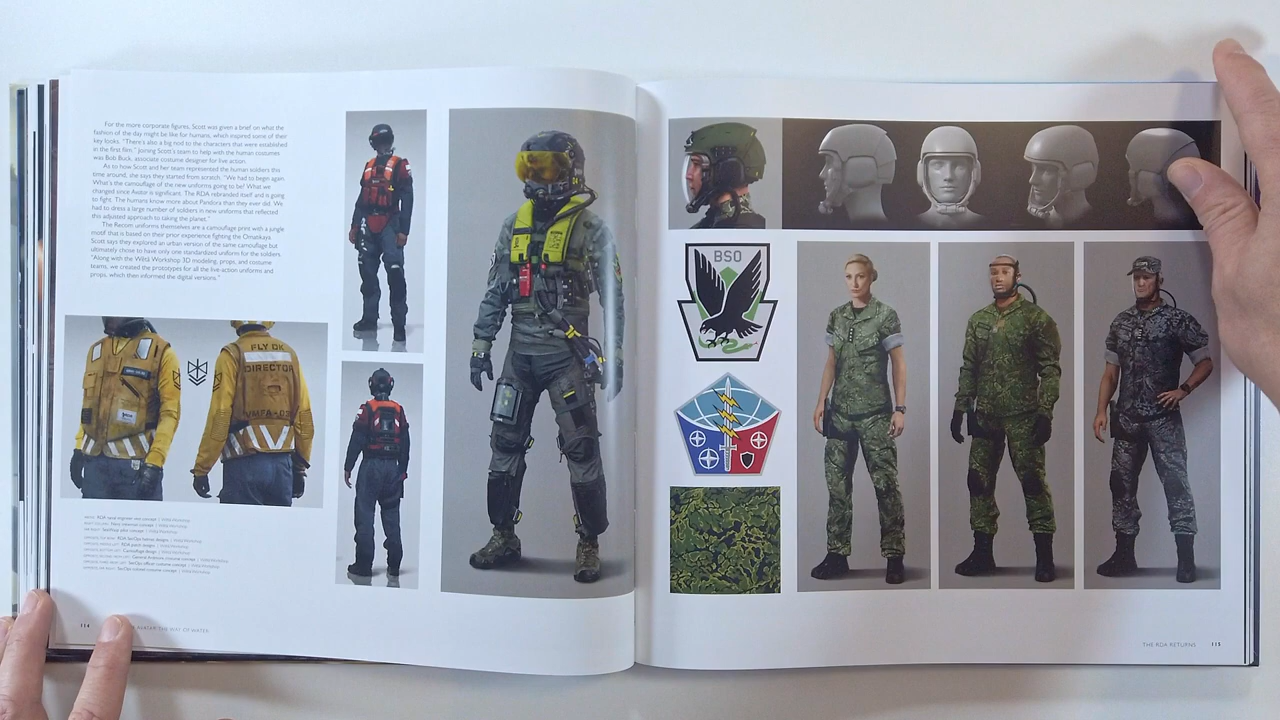 For the more corporate figures, Scott was given a brief on what the
fashion of the day might be like for humans, which inspired some of their
key looks. "There's also a big nod to the characters that were established
in the first film." Joining Scott's team to help with the human costumes
was Bob Buck, associate costume designer for live action.
As to how Scott and her team represented the human soldiers this
time around, she says they started from scratch. "We had to begin again.
What's the camouflage of the new uniforms going to be? What we
changed since Avatar is significant. The RDA rebranded itself and is going
to fight. The humans know more about Pandora than they ever did. We
had to dress a large number of soldiers in new uniforms that reflected
this adjusted approach to taking the planet."
The Recom uniforms themselves are a camouflage print with a jungle
motif that is based on their prior experience fighting the Omatikaya.
Scott says they explored an urban version of the same camouflage but
ultimately chose to have only one standardized uniform for the soldiers.
"Along with the Wētā Workshop 3D modeling, props, and costume
teams, we created the prototypes for all the live action uniforms and
props, which then informed the digital versions."
FLY DK
DIRECTOR
VMFA-03
114
AVATAR THE WAY OF WATER
BSO
THE RDA RETURNS 115